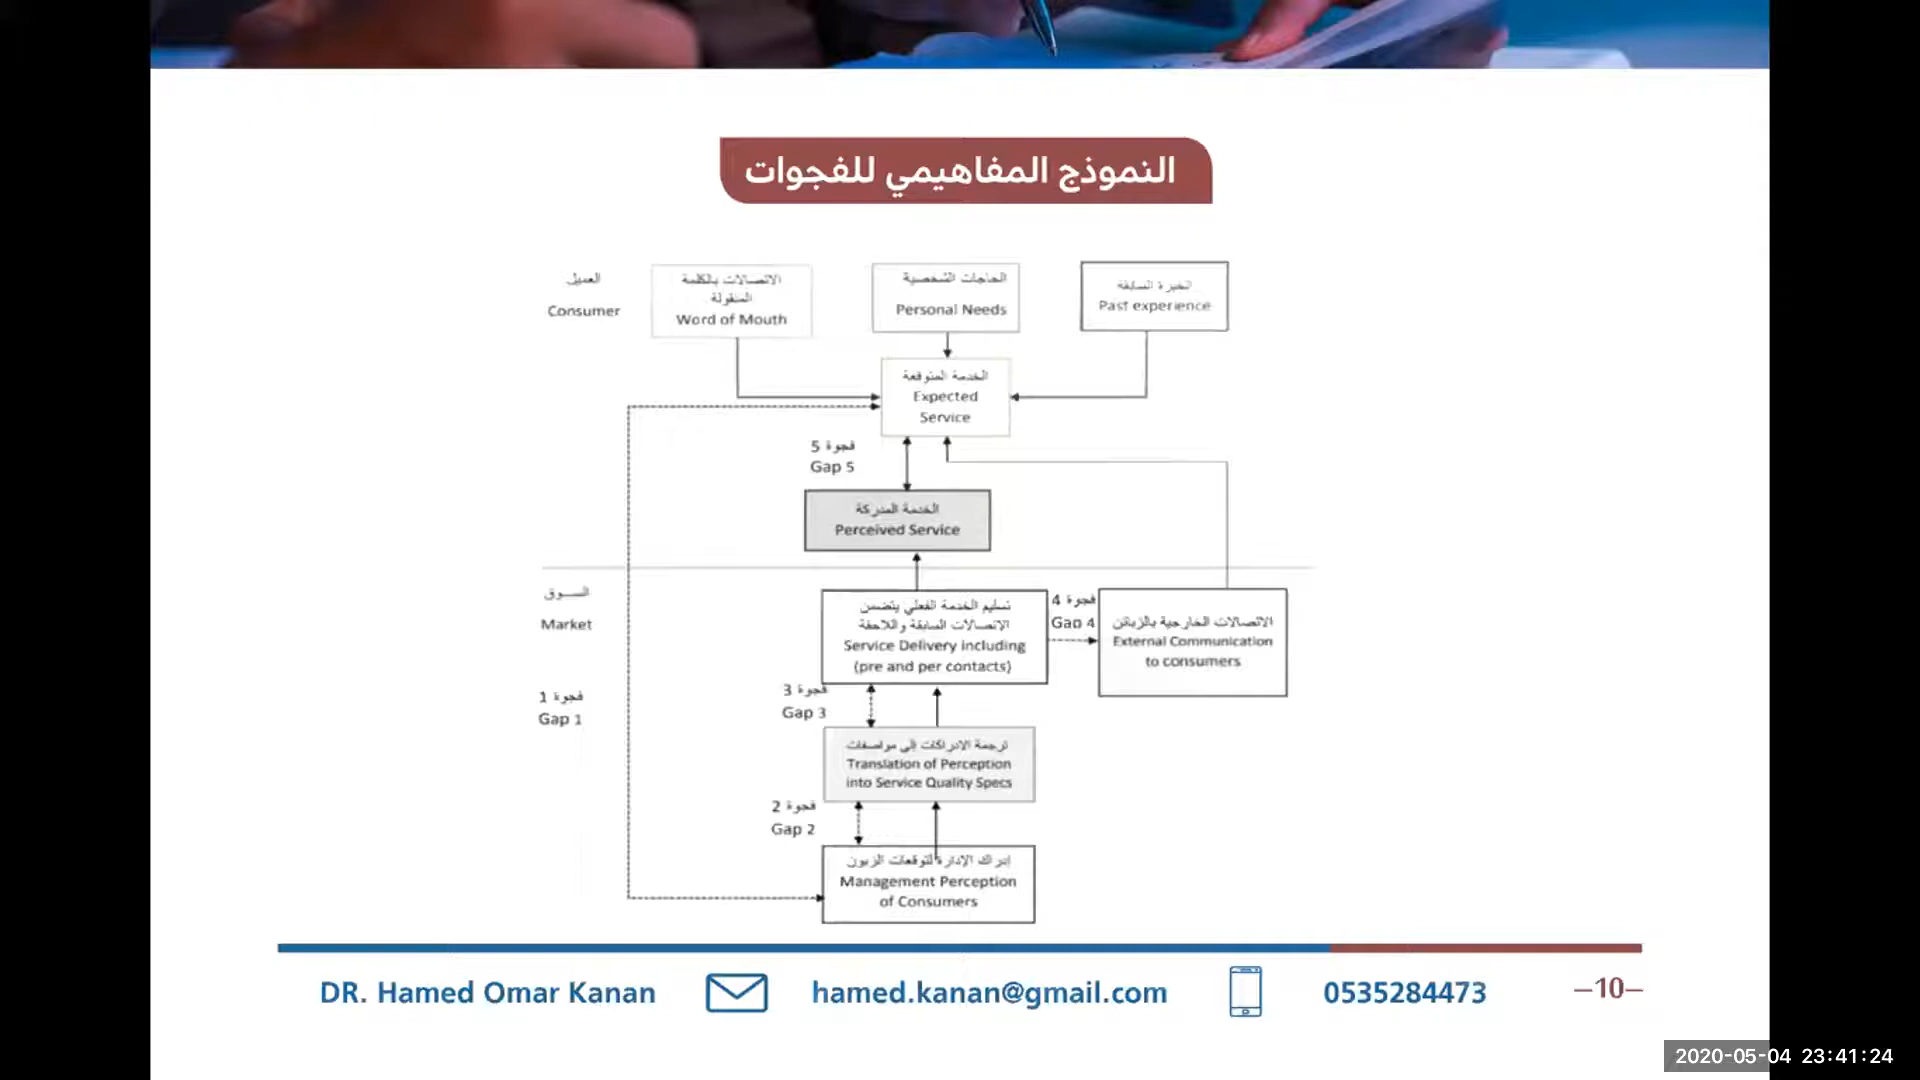 النموذج المفاهيمي للفجوات
العميل
Consumer
الاتصالات بالكلمة
المنقولة
Word of Mouth
الحاجات الشخصية
Personal Needs
الخبرة السابقة
Past experience
الخدمة المتوقعة
Expected
Service
فجوة 5
Gap 5
الخدمة المدركة
Perceived Service
السـوق
Market
تسليم الخدمة الفعلي يتضمن
الاتصالات السابقة واللاحقة
Service Delivery including
(pre and per contacts)
فجوة 4
Gap 4
الاتصالات الخارجية بالزبائن
External Communication
to consumers
فجوة 1
Gap 1
فجوة 3
Gap 3
ترجمة الادراكات إلى مواصفات
Translation of Perception
into Service Quality Specs
فجوة 2
Gap 2
إدراك الإدارة لتوقعات الزبون
Management Perception
of Consumers
DR. Hamed Omar Kanan
hamed.kanan@gmail.com
0535284473
–10–
2020-05-04 23:41:24